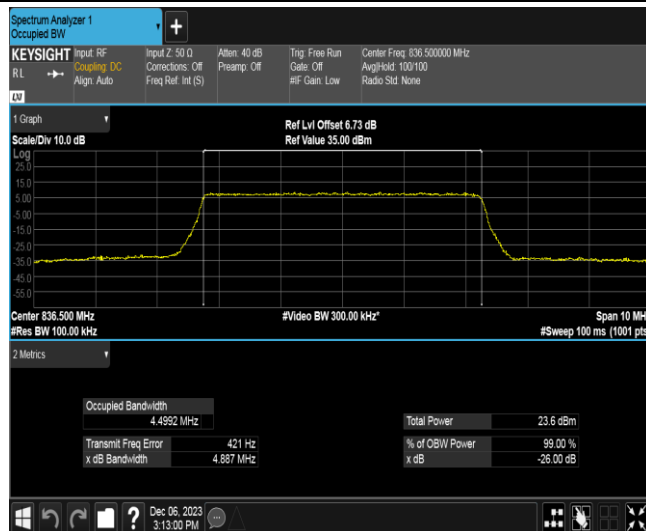 Spectrum Analyzer 1
Occupied BW
+
KEYSIGHT
RL
Input: RF
Coupling: DC
Align: Auto
Input Z: 50 Ω
Corrections: Off
Freq Ref: Int (S)
Atten: 40 dB
Preamp: Off
Trig: Free Run
Gate: Off
#IF Gain: Low
Center Freq: 836.500000 MHz
Avg|Hold: 100/100
Radio Std: None
1 Graph
Scale/Div 10.0 dB
Ref Lvl Offset 6.73 dB
Ref Value 35.00 dBm
Log
25.0
15.0
5.00
-5.00
-15.0
-25.0
-35.0
-45.0
-55.0
Center 836.500 MHz
#Res BW 100.00 kHz
#Video BW 300.00 kHz*
Span 10 MH
#Sweep 100 ms (1001 pts
2 Metrics
Occupied Bandwidth
4.4992 MHz
Transmit Freq Error 421 Hz
x dB Bandwidth 4.887 MHz
Total Power 23.6 dBm
% of OBW Power 99.00 %
x dB -26.00 dB
?
Dec 06, 2023
3:13:00 PM